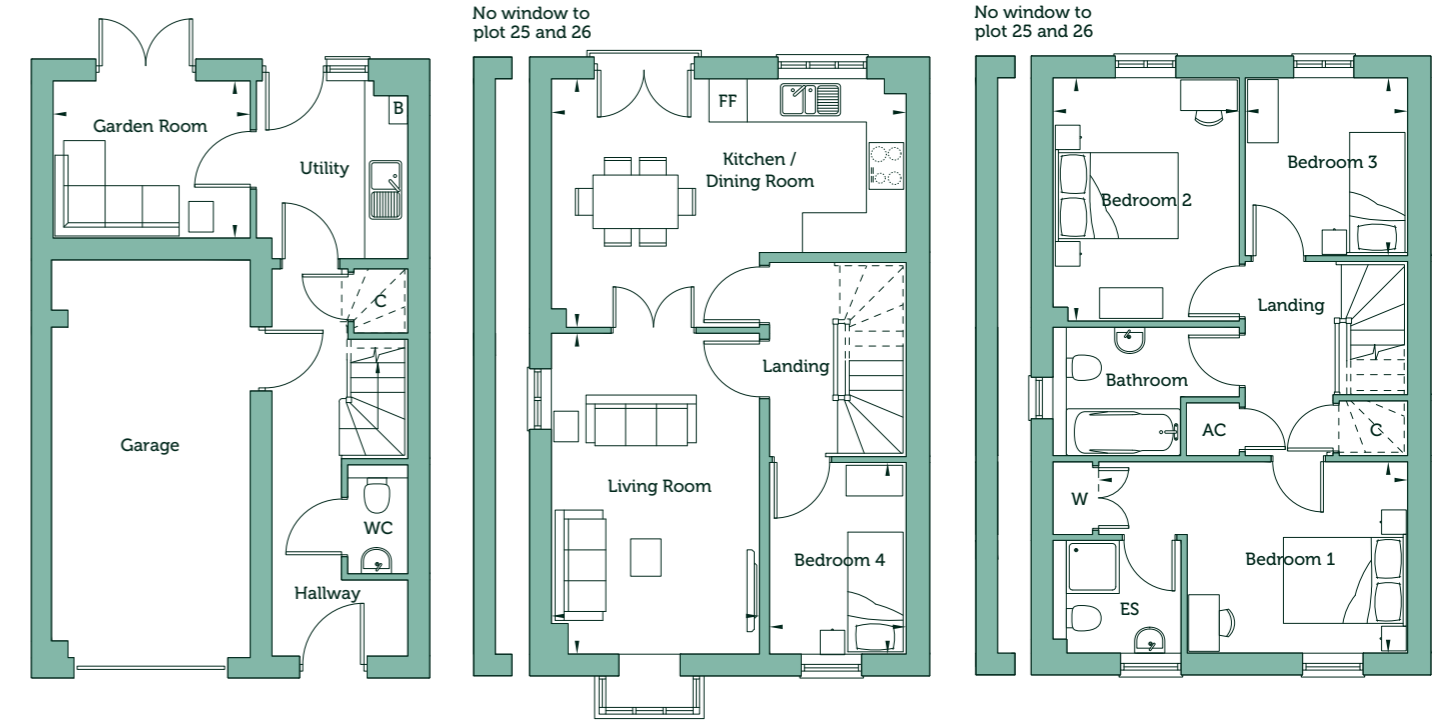 Garden Room
B
Utility
C
Garage
WC
Hallway
No window to
plot 25 and 26
FF
Kitchen /
Dining Room
Landing
Living Room
Bedroom 4
No window to
plot 25 and 26
Bedroom 3
Bedroom 2
Landing
Bathroom
AC
C
W
Bedroom 1
ES